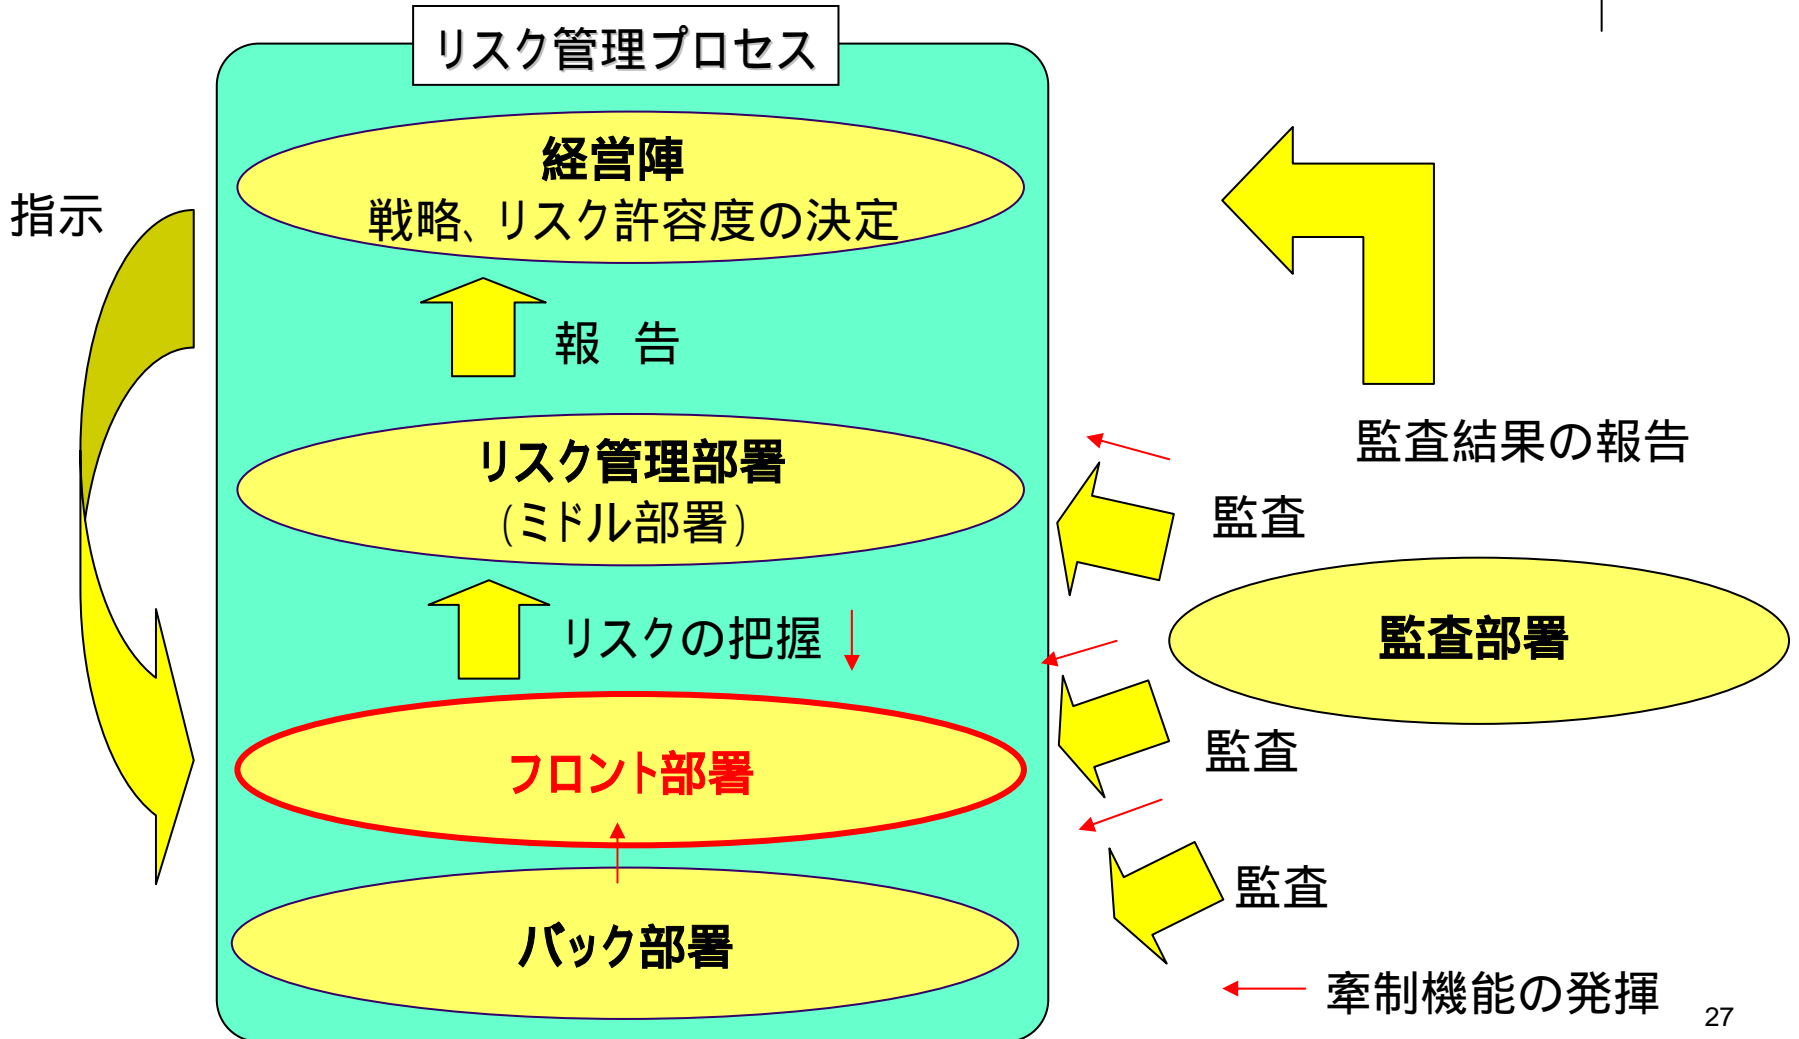 リスク管理プロセス
経営陣
戦略、リスク許容度の決定
指示
報 告
監査結果の報告
リスク管理部署
(ミドル部署)
監査
リスクの把握
監査部署
監査
フロント部署
監査
バック部署
牽制機能の発揮
27